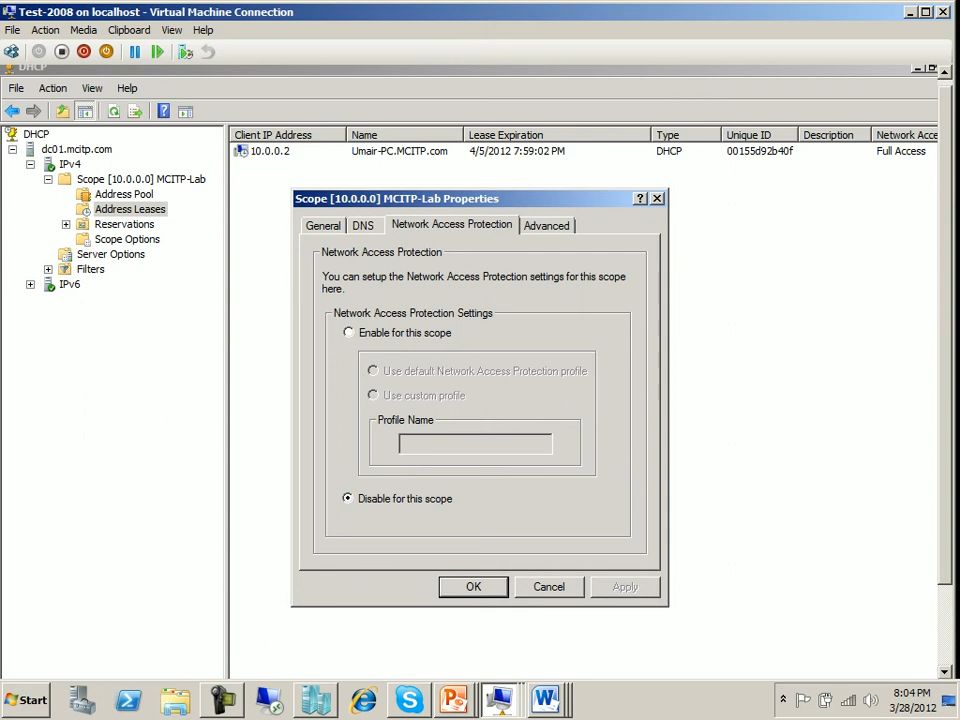 Test-2008 on localhost - Virtual Machine Connection
File Action Media Clipboard View Help
DHCP
File Action View Help
DHCP
dc01.mcitp.com
IPv4
Scope [10.0.0.0] MCITP-Lab
Address Pool
Address Leases
Reservations
Scope Options
Server Options
Filters
IPv6
Client IP Address Name Lease Expiration Type Unique ID Description Network Acce
10.0.0.2 Umair-PC.MCITP.com 4/5/2012 7:59:02 PM DHCP 00155d92b40f Full Access
Scope [10.0.0.0] MCITP-Lab Properties
General DNS Network Access Protection Advanced
Network Access Protection
You can setup the Network Access Protection settings for this scope
here.
Network Access Protection Settings
Enable for this scope
Use default Network Access Protection profile
Use custom profile
Profile Name
Disable for this scope
OK Cancel Apply
Start
8:04 PM
3/28/2012